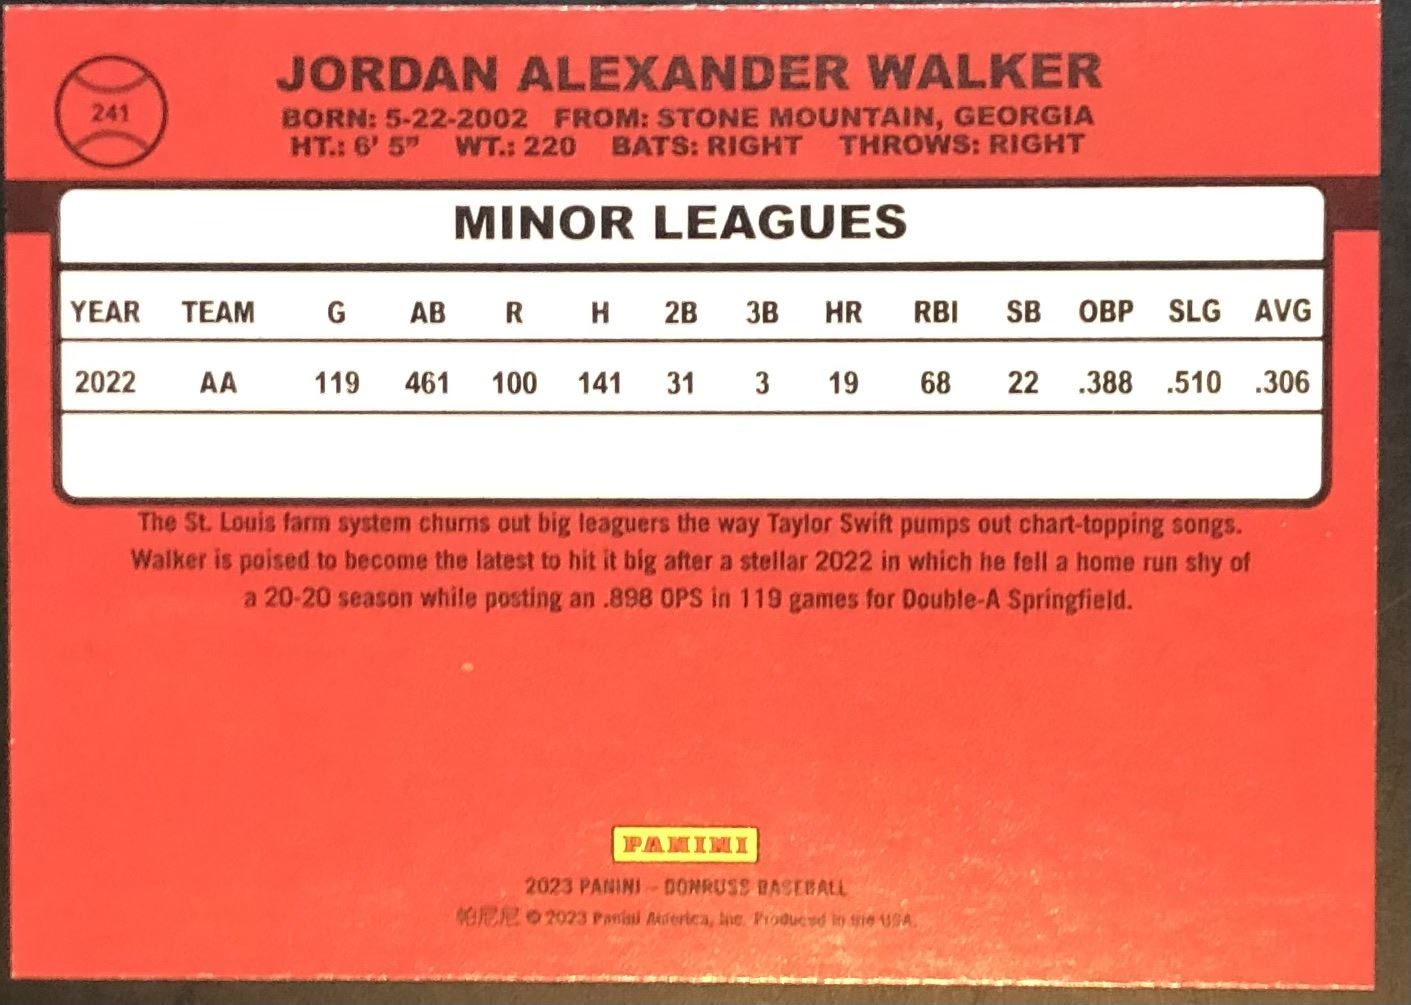 241
JORDAN ALEXANDER WALKER
BORN: 5-22-2002 FROM: STONE MOUNTAIN, GEORGIA
HT.: 6' 5" WT.: 220 BATS: RIGHT THROWS: RIGHT
MINOR LEAGUES
YEAR TEAM G AB R H 2B 3B HR RBI SB OBP SLG AVG
2022 AA 119 461 100 141 31 3 19 68 22 .388 .510 .306
The St. Louis farm system churns out big leaguers the way Taylor Swift pumps out chart-topping songs.
Walker is poised to become the latest to hit it big after a stellar 2022 in which he fell a home run shy of
a 20-20 season while posting an .898 OPS in 119 games for Double-A Springfield.
PANINI
2023 PANINI – DONRUSS BASEBALL
帕尼尼 © 2023 Panini America, Inc. Produced in the USA.